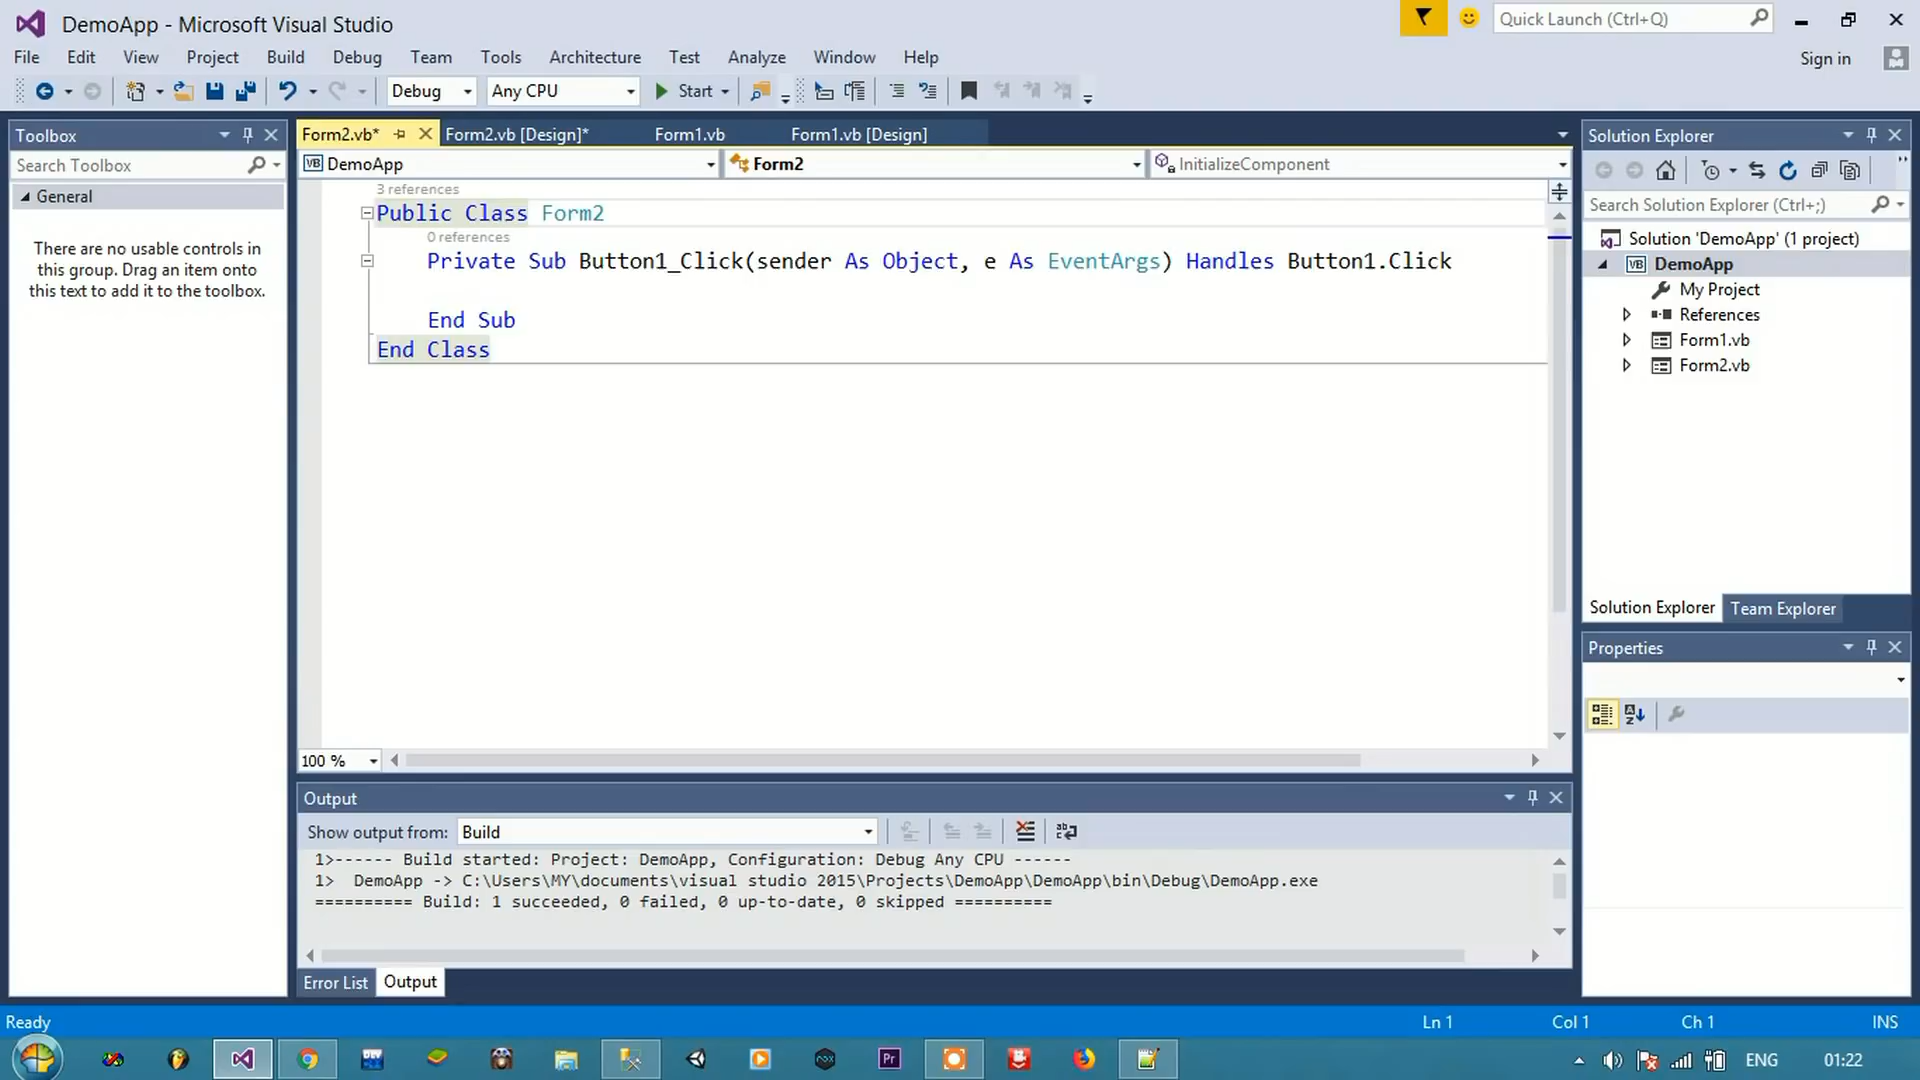 DemoApp - Microsoft Visual Studio
Quick Launch (Ctrl+Q)
File Edit View Project Build Debug Team Tools Architecture Test Analyze Window Help
Sign in
Debug Any CPU Start
Toolbox
Search Toolbox
General
There are no usable controls in
this group. Drag an item onto
this text to add it to the toolbox.
Form2.vb* Form2.vb [Design]* Form1.vb Form1.vb [Design]
VB DemoApp Form2 InitializeComponent
3 references
Public Class Form2
0 references
Private Sub Button1_Click(sender As Object, e As EventArgs) Handles Button1.Click
End Sub
End Class
100 %
Output
Show output from: Build
1>------ Build started: Project: DemoApp, Configuration: Debug Any CPU ------
1> DemoApp -> C:\Users\MY\documents\visual studio 2015\Projects\DemoApp\DemoApp\bin\Debug\DemoApp.exe
========== Build: 1 succeeded, 0 failed, 0 up-to-date, 0 skipped ==========
Error List Output
Solution Explorer
Search Solution Explorer (Ctrl+;)
Solution 'DemoApp' (1 project)
VB DemoApp
My Project
References
Form1.vb
Form2.vb
Solution Explorer Team Explorer
Properties
Ready Ln 1 Col 1 Ch 1 INS
Pr
ENG 01:22